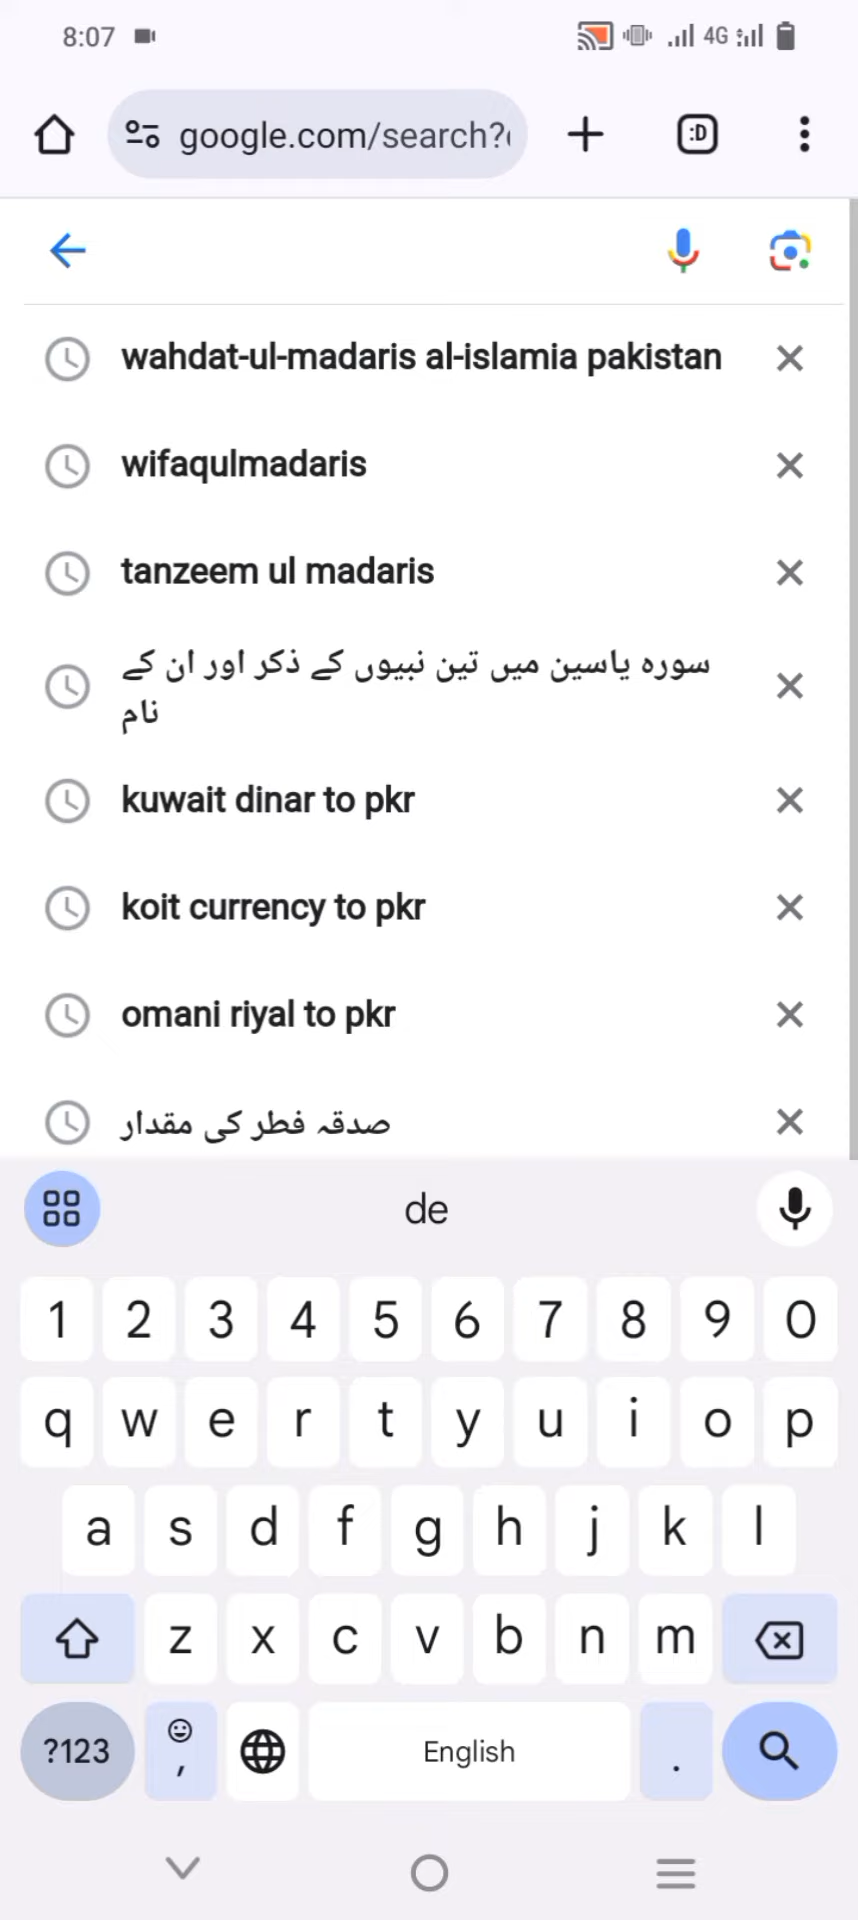 8:07
4G
google.com/search?
:D
wahdat-ul-madaris al-islamia pakistan
wifaqulmadaris
tanzeem ul madaris
سورہ یاسین میں تین نبیوں کے ذکر اور ان کے
نام
kuwait dinar to pkr
koit currency to pkr
omani riyal to pkr
صدقہ فطر کی مقدار
de
1 2 3 4 5 6 7 8 9 0
q w e r t y u i o p
a s d f g h j k l
z x c v b n m
?123 , English .